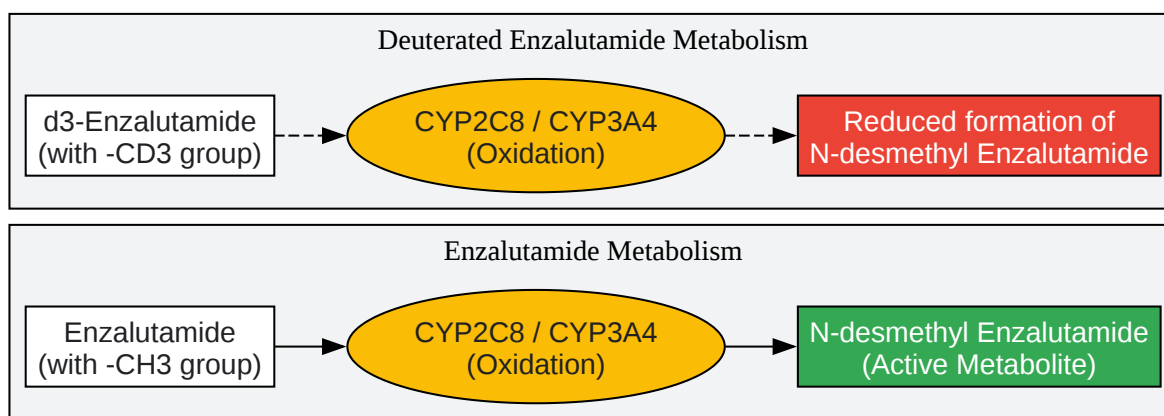 Deuterated Enzalutamide Metabolism
d3-Enzalutamide
(with -CD3 group)
CYP2C8 / CYP3A4
(Oxidation)
Reduced formation of
N-desmethyl Enzalutamide
Enzalutamide Metabolism
Enzalutamide
(with -CH3 group)
CYP2C8 / CYP3A4
(Oxidation)
N-desmethyl Enzalutamide
(Active Metabolite)